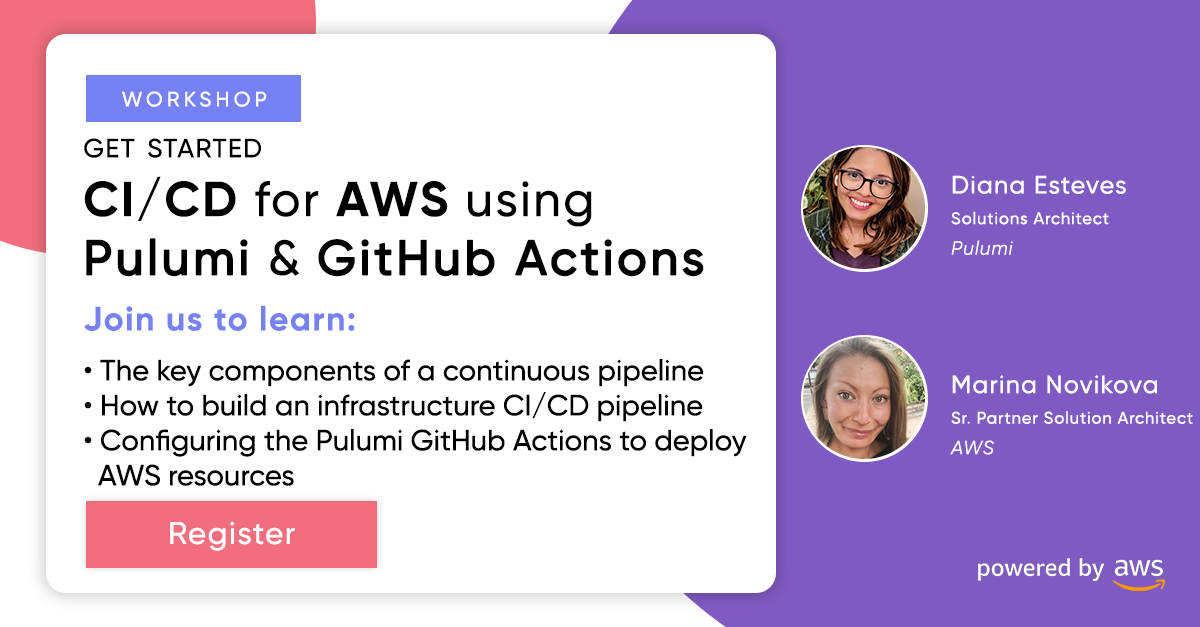 WORKSHOP
GET STARTED
CI/CD for AWS using
Pulumi & GitHub Actions
Join us to learn:
• The key components of a continuous pipeline
• How to build an infrastructure CI/CD pipeline
• Configuring the Pulumi GitHub Actions to deploy
AWS resources
Register
Diana Esteves
Solutions Architect
Pulumi
Marina Novikova
Sr. Partner Solution Architect
AWS
powered by aws